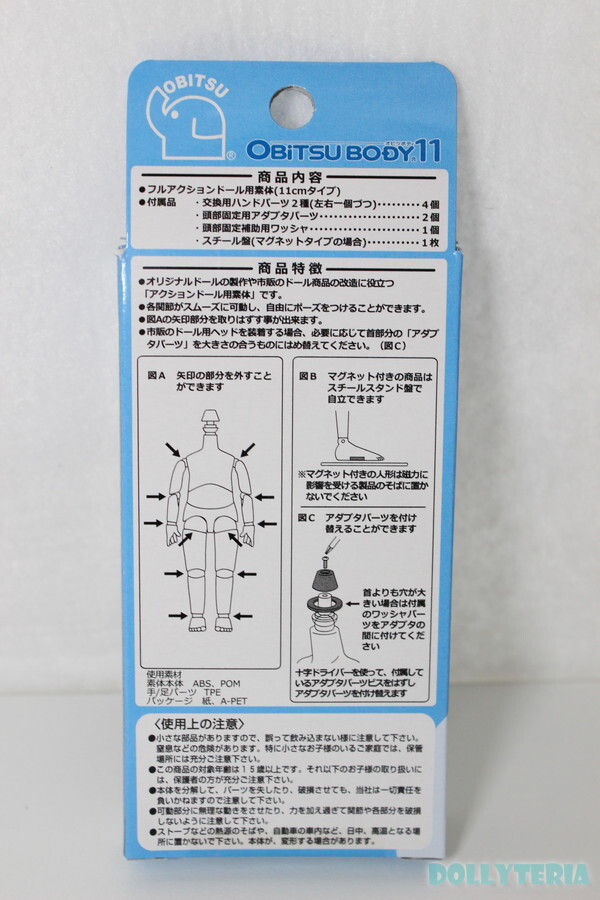 OBITSU
®
オビツボディ
OBITSU BODY®11
商品内容
●フルアクションドール用素体(11cmタイプ)
●付属品 ・交換用ハンドパーツ2種(左右一個づつ)・・・・・・・・・4個
・頭部固定用アダプタパーツ・・・・・・・・・・・・・・・・・・2個
・頭部固定補助用ワッシャ・・・・・・・・・・・・・・・・・・・・1個
・スチール盤(マグネットタイプの場合)・・・・・・・・・・1枚
商品特徴
●オリジナルドールの製作や市販のドール商品の改造に役立つ
「アクションドール用素体」です。
●各関節がスムーズに可動し、自由にポーズをつけることができます。
●図Aの矢印部分を取りはずす事が出来ます。
●市販のドール用ヘッドを装着する場合、必要に応じて首部分の「アダプ
タパーツ」を大きさの合うものにはめ替えてください。(図C)
図A 矢印の部分を外すこと
ができます
図B マグネット付きの商品は
スチールスタンド盤で
自立できます
※マグネット付きの人形は磁力に
影響を受ける製品のそばに置か
ないでください
図C アダプタパーツを付け
替えることができます
首よりも穴が大
きい場合は付属
のワッシャパー
ツをアダプタの
間に付けてくだ
さい
十字ドライバーを使って、付属して
いるアダプタパーツビスをはずし
アダプタパーツを付け替えます
使用素材
素体本体 ABS、POM
手/足パーツ TPE
パッケージ 紙、A-PET
〈使用上の注意〉
●小さな部品がありますので、誤って飲み込まない様に注意して下さい。
窒息などの危険があります。特に小さなお子様のいるご家庭では、保管
場所には充分ご注意下さい。
●この商品の対象年齢は15歳以上です。それ以下のお子様の取り扱いに
は、保護者の方が充分ご注意下さい。
●本体を分解して、パーツを失したり、破損させても、当社は一切責任を
負いかねますので注意して下さい。
●可動部分に無理な動きをさせたり、力を加え過ぎて関節や各部分を破損
しないように注意して下さい。
●ストーブなどの熱源のそばや、自動車の車内など、日中、高温となる場
所に置かないで下さい。本体が、変形する場合があります。
DOLLYTERIA